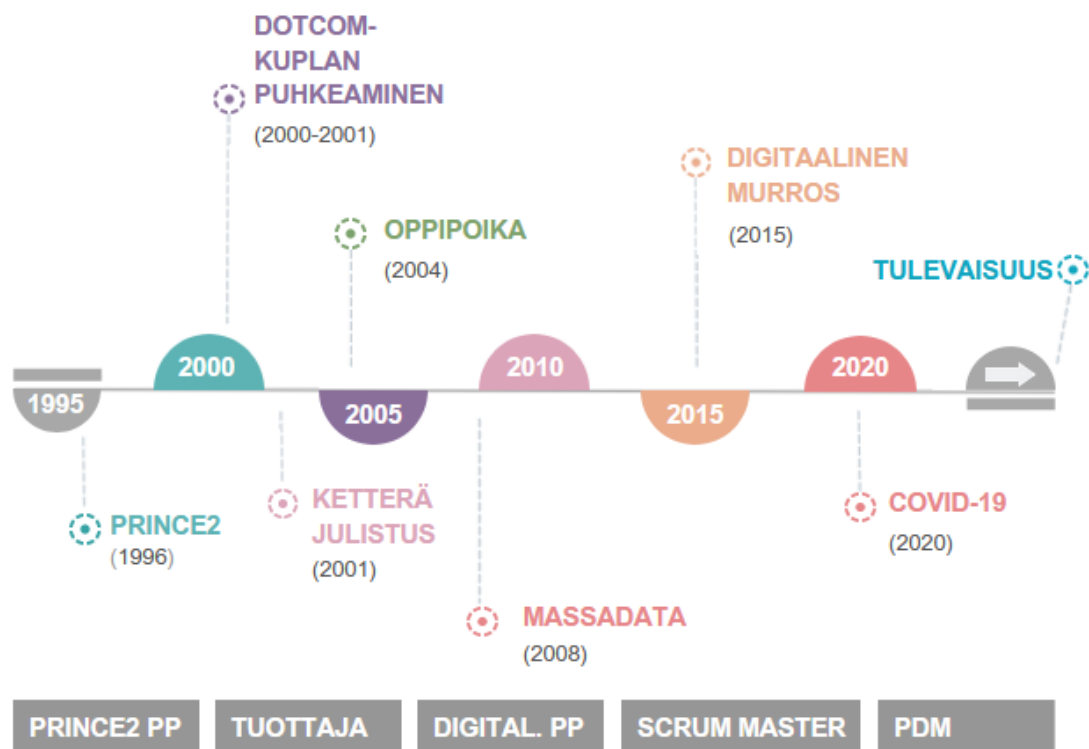 DOTCOM-
KUPLAN
PUHKEAMINEN
(2000-2001)
DIGITAALINEN
MURROS
(2015)
OPPIPOIKA
(2004)
TULEVAISUUS
2000
2010
2020
1995
2005
2015
PRINCE2
(1996)
KETTERÄ
JULISTUS
(2001)
COVID-19
(2020)
MASSADATA
(2008)
PRINCE2 PP
TUOTTAJA
DIGITAL. PP
SCRUM MASTER
PDM